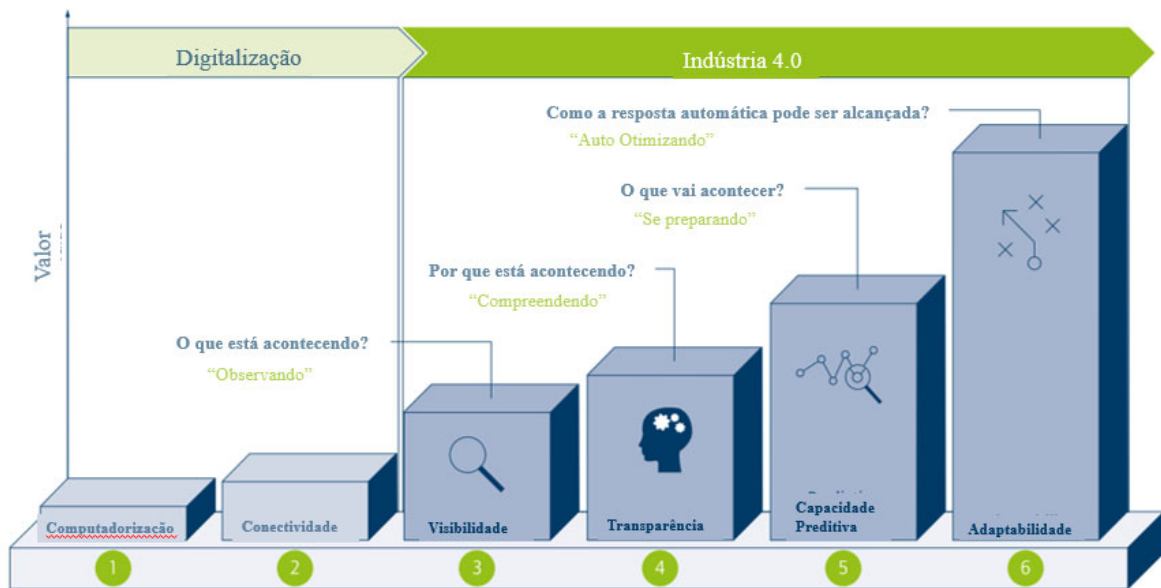 Digitalização
Indústria 4.0
Como a resposta automática pode ser alcançada?
“Auto Otimizando”
O que vai acontecer?
“Se preparando”
Por que está acontecendo?
“Compreendendo”
O que está acontecendo?
“Observando”
Valor
Computadorização
Conectividade
Visibilidade
Transparência
Capacidade
Preditiva
Adaptabilidade
1
2
3
4
5
6